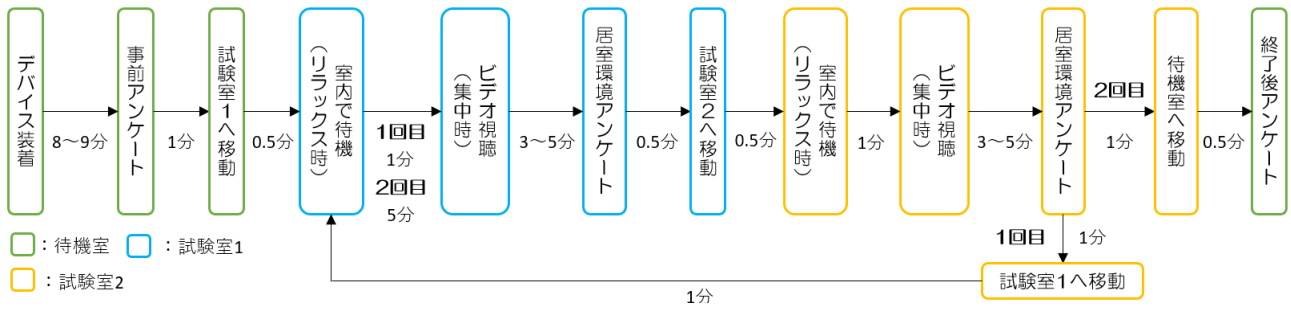 デバイス装着
8～9分
事前アンケート
1分
試験室1へ移動
0.5分
室内で待機
(リラックス時)
1回目
1分
2回目
5分
ビデオ視聴
(集中時)
3～5分
居室環境アンケート
0.5分
試験室2へ移動
0.5分
室内で待機
(リラックス時)
1分
ビデオ視聴
(集中時)
3～5分
居室環境アンケート
2回目
1分
待機室へ移動
0.5分
終了後アンケート
1回目
1分
試験室1へ移動
1分
：待機室
：試験室1
：試験室2